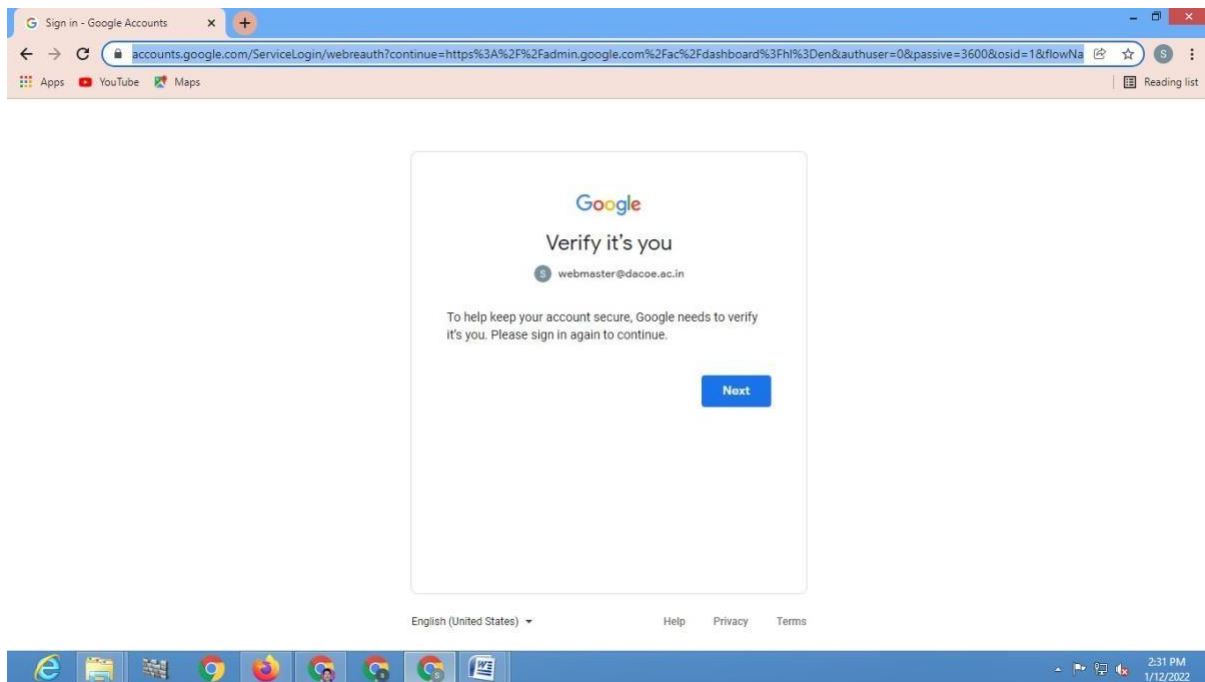 Sign in - Google Accounts
accounts.google.com/ServiceLogin/webreauth?continue=https%3A%2F%2Fadmin.google.com%2Fac%2Fdashboard%3Fhl%3Den&authuser=0&passive=3600&osid=1&flowNa
S
Apps YouTube Maps Reading list
Google
Verify it's you
S webmaster@dacoe.ac.in
To help keep your account secure, Google needs to verify
it's you. Please sign in again to continue.
Next
English (United States) Help Privacy Terms
2:31 PM
1/12/2022